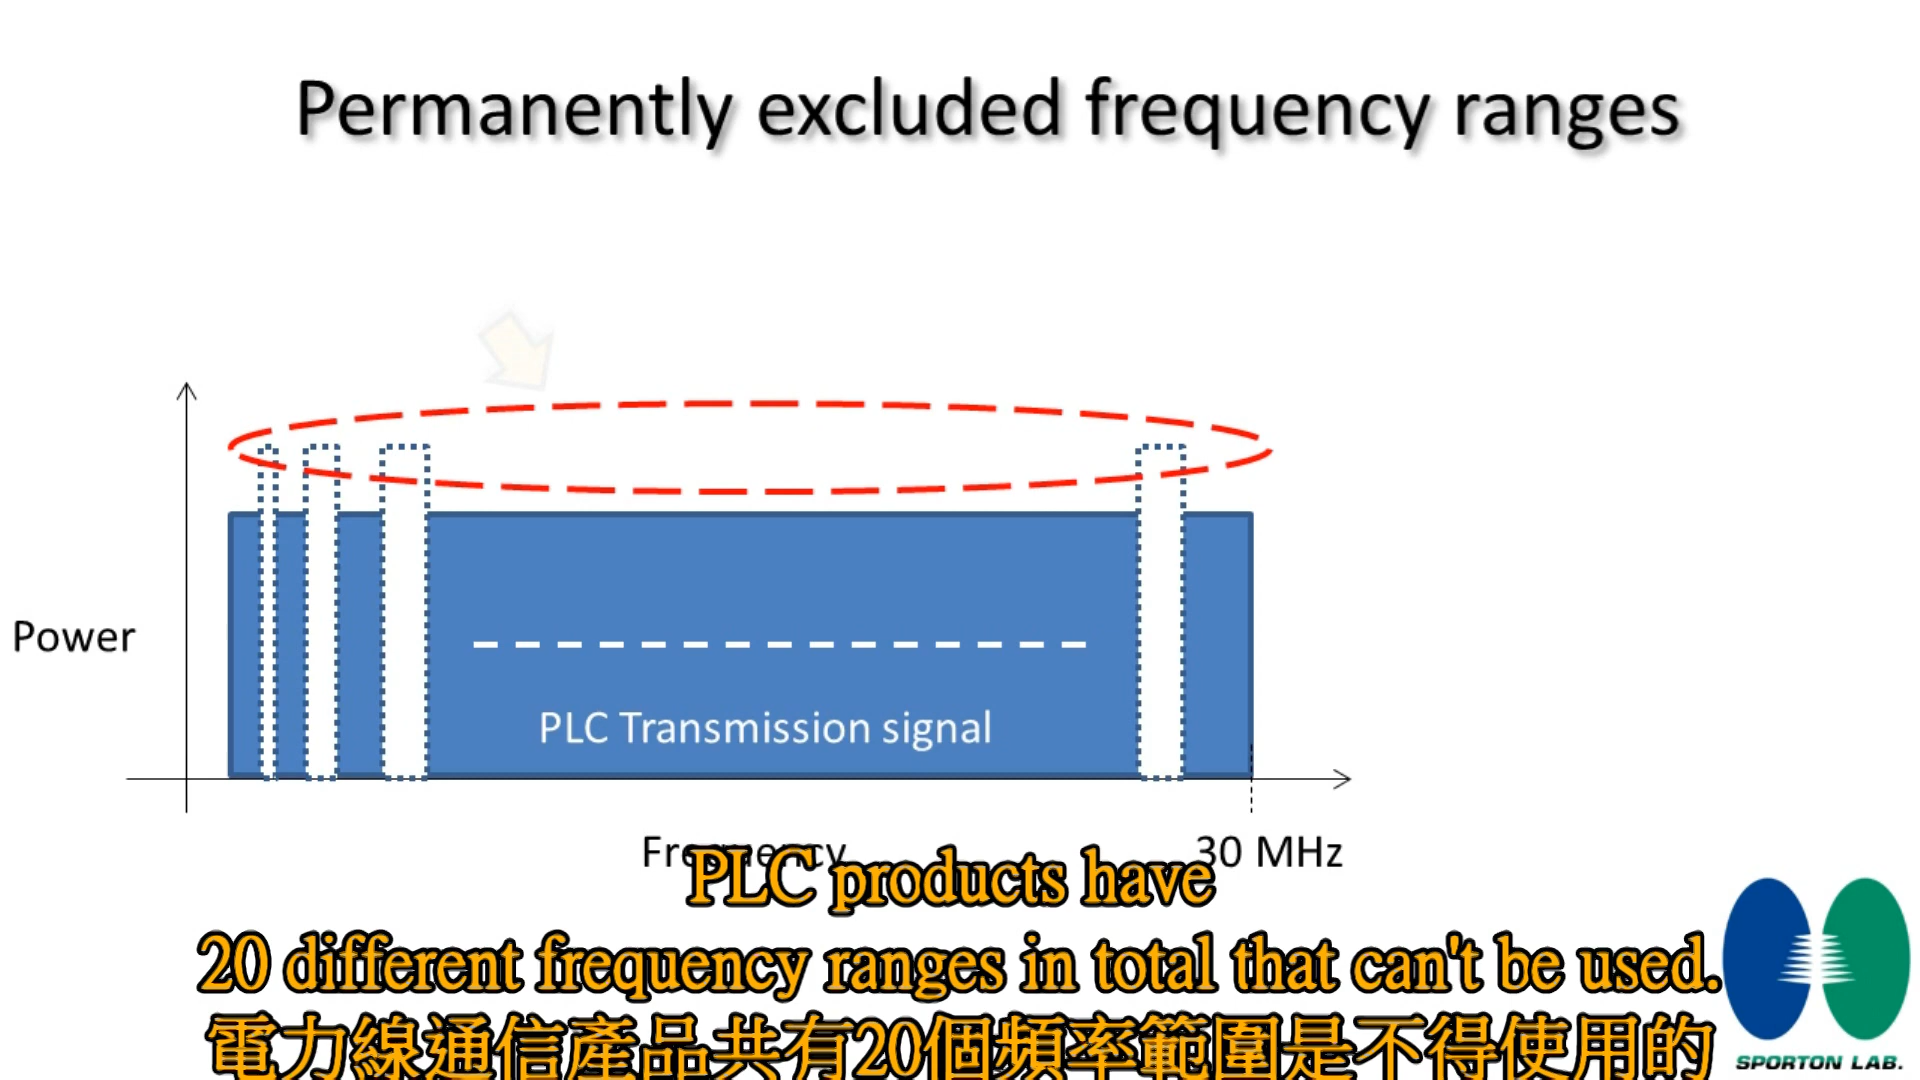 Permanently excluded frequency ranges
Power
PLC Transmission signal
Frequency
30 MHz
PLC products have
20 different frequency ranges in total that can't be used.
電力線通信產品共有20個頻率範圍是不得使用的
SPORTON LAB.